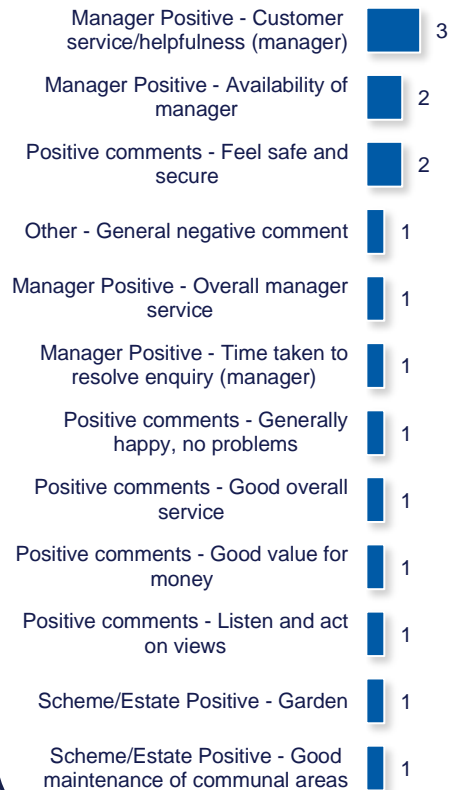 Manager Positive - Customer
service/helpfulness (manager)
3
Manager Positive - Availability of
manager
2
Positive comments - Feel safe and
secure
2
Other - General negative comment
1
Manager Positive - Overall manager
service
1
Manager Positive - Time taken to
resolve enquiry (manager)
1
Positive comments - Generally
happy, no problems
1
Positive comments - Good overall
service
1
Positive comments - Good value for
money
1
Positive comments - Listen and act
on views
1
Scheme/Estate Positive - Garden
1
Scheme/Estate Positive - Good
maintenance of communal areas
1